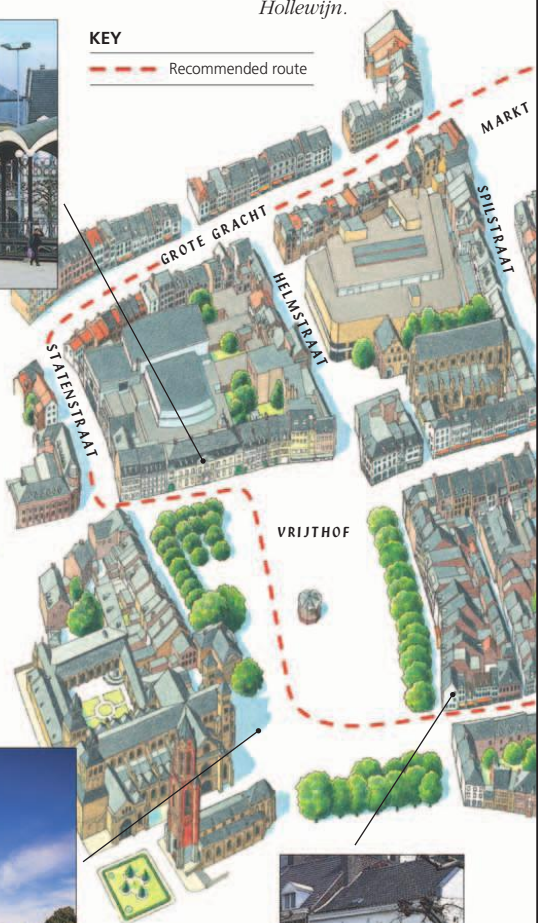 Hollewijn.
KEY
Recommended route
MARKT
SPILSTRAAT
GROTE GRACHT
HELMSTRAAT
STATENSTRAAT
VRIJTHOF